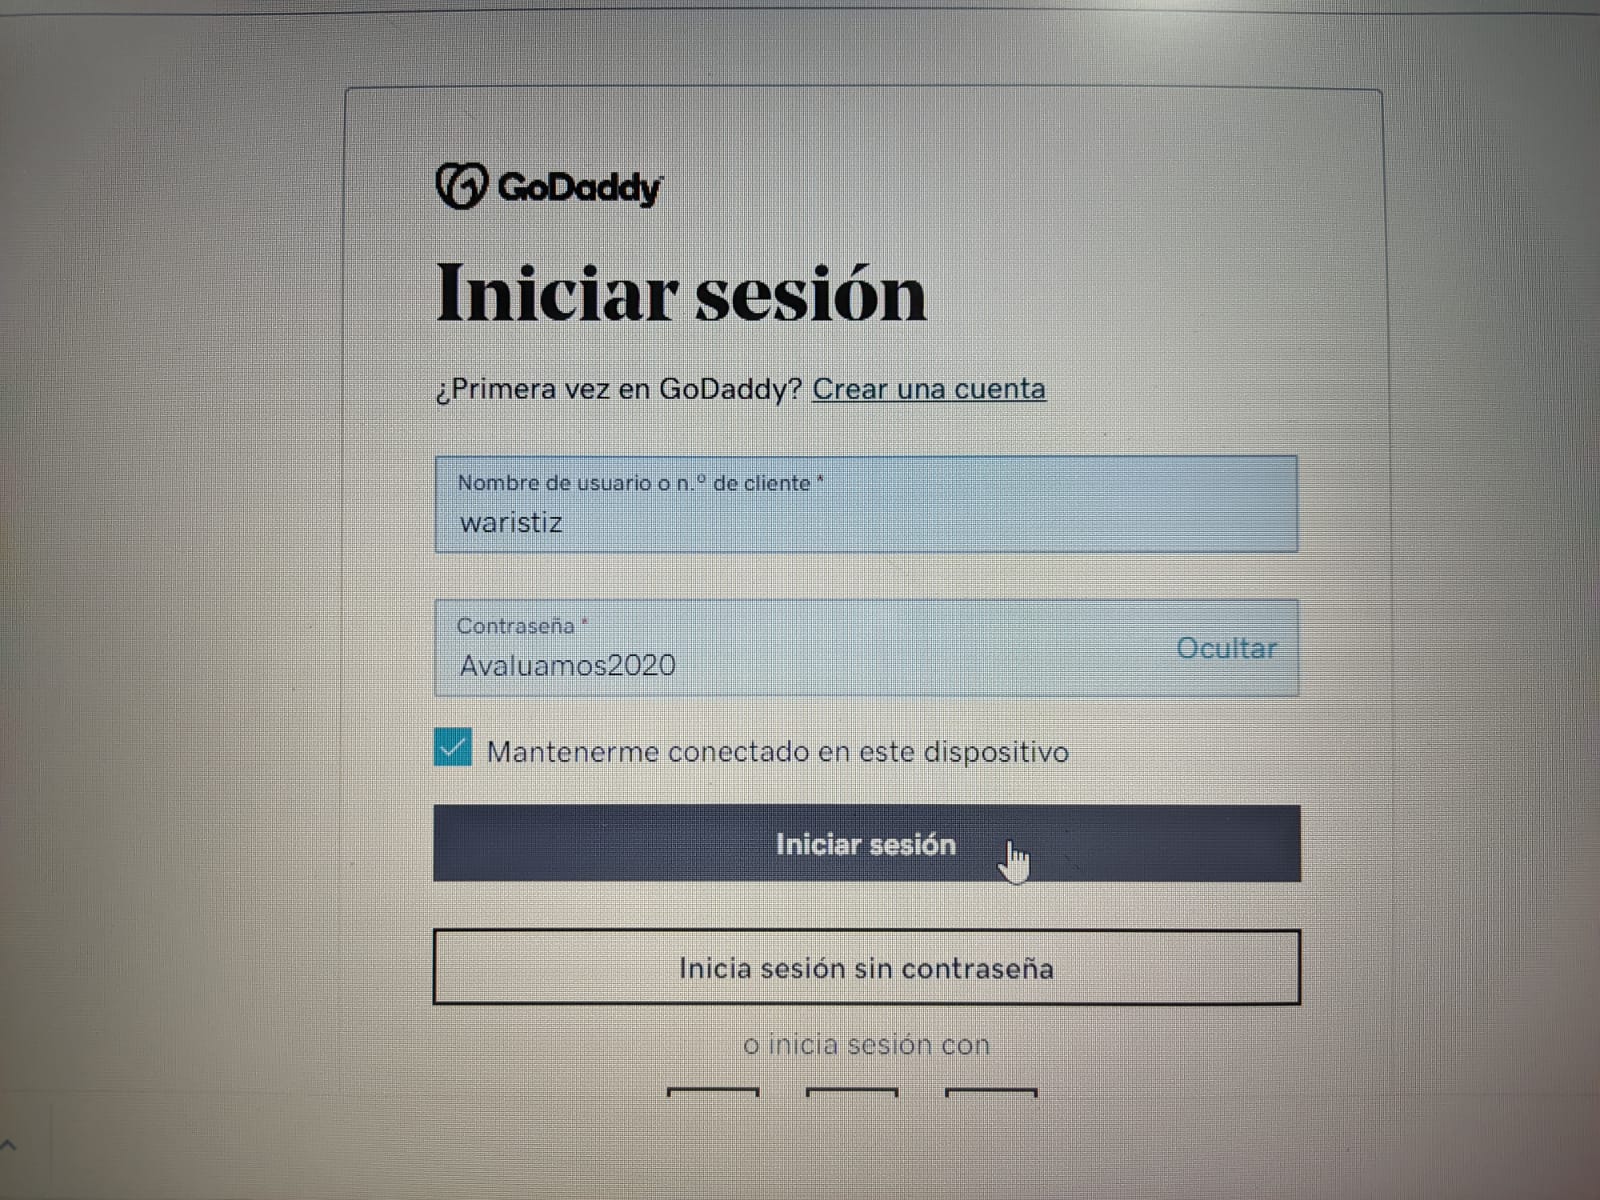 GoDaddy
Iniciar sesión
¿Primera vez en GoDaddy? Crear una cuenta
Nombre de usuario o n.º de cliente *
waristiz
Contraseña *
Avaluamos2020
Ocultar
Mantenerme conectado en este dispositivo
Iniciar sesión
Inicia sesión sin contraseña
o inicia sesión con